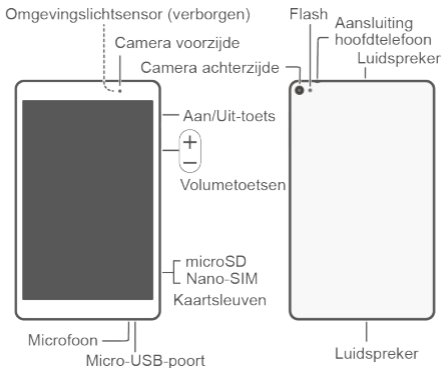 Omgevingslichtsensor (verborgen)
Camera voorzijde
Camera achterzijde
Flash
Aansluiting
hoofdtelefoon
Luidspreker
Aan/Uit-toets
+
−
Volumetoetsen
microSD
Nano-SIM
Kaartsleuven
Microfoon
Micro-USB-poort
Luidspreker